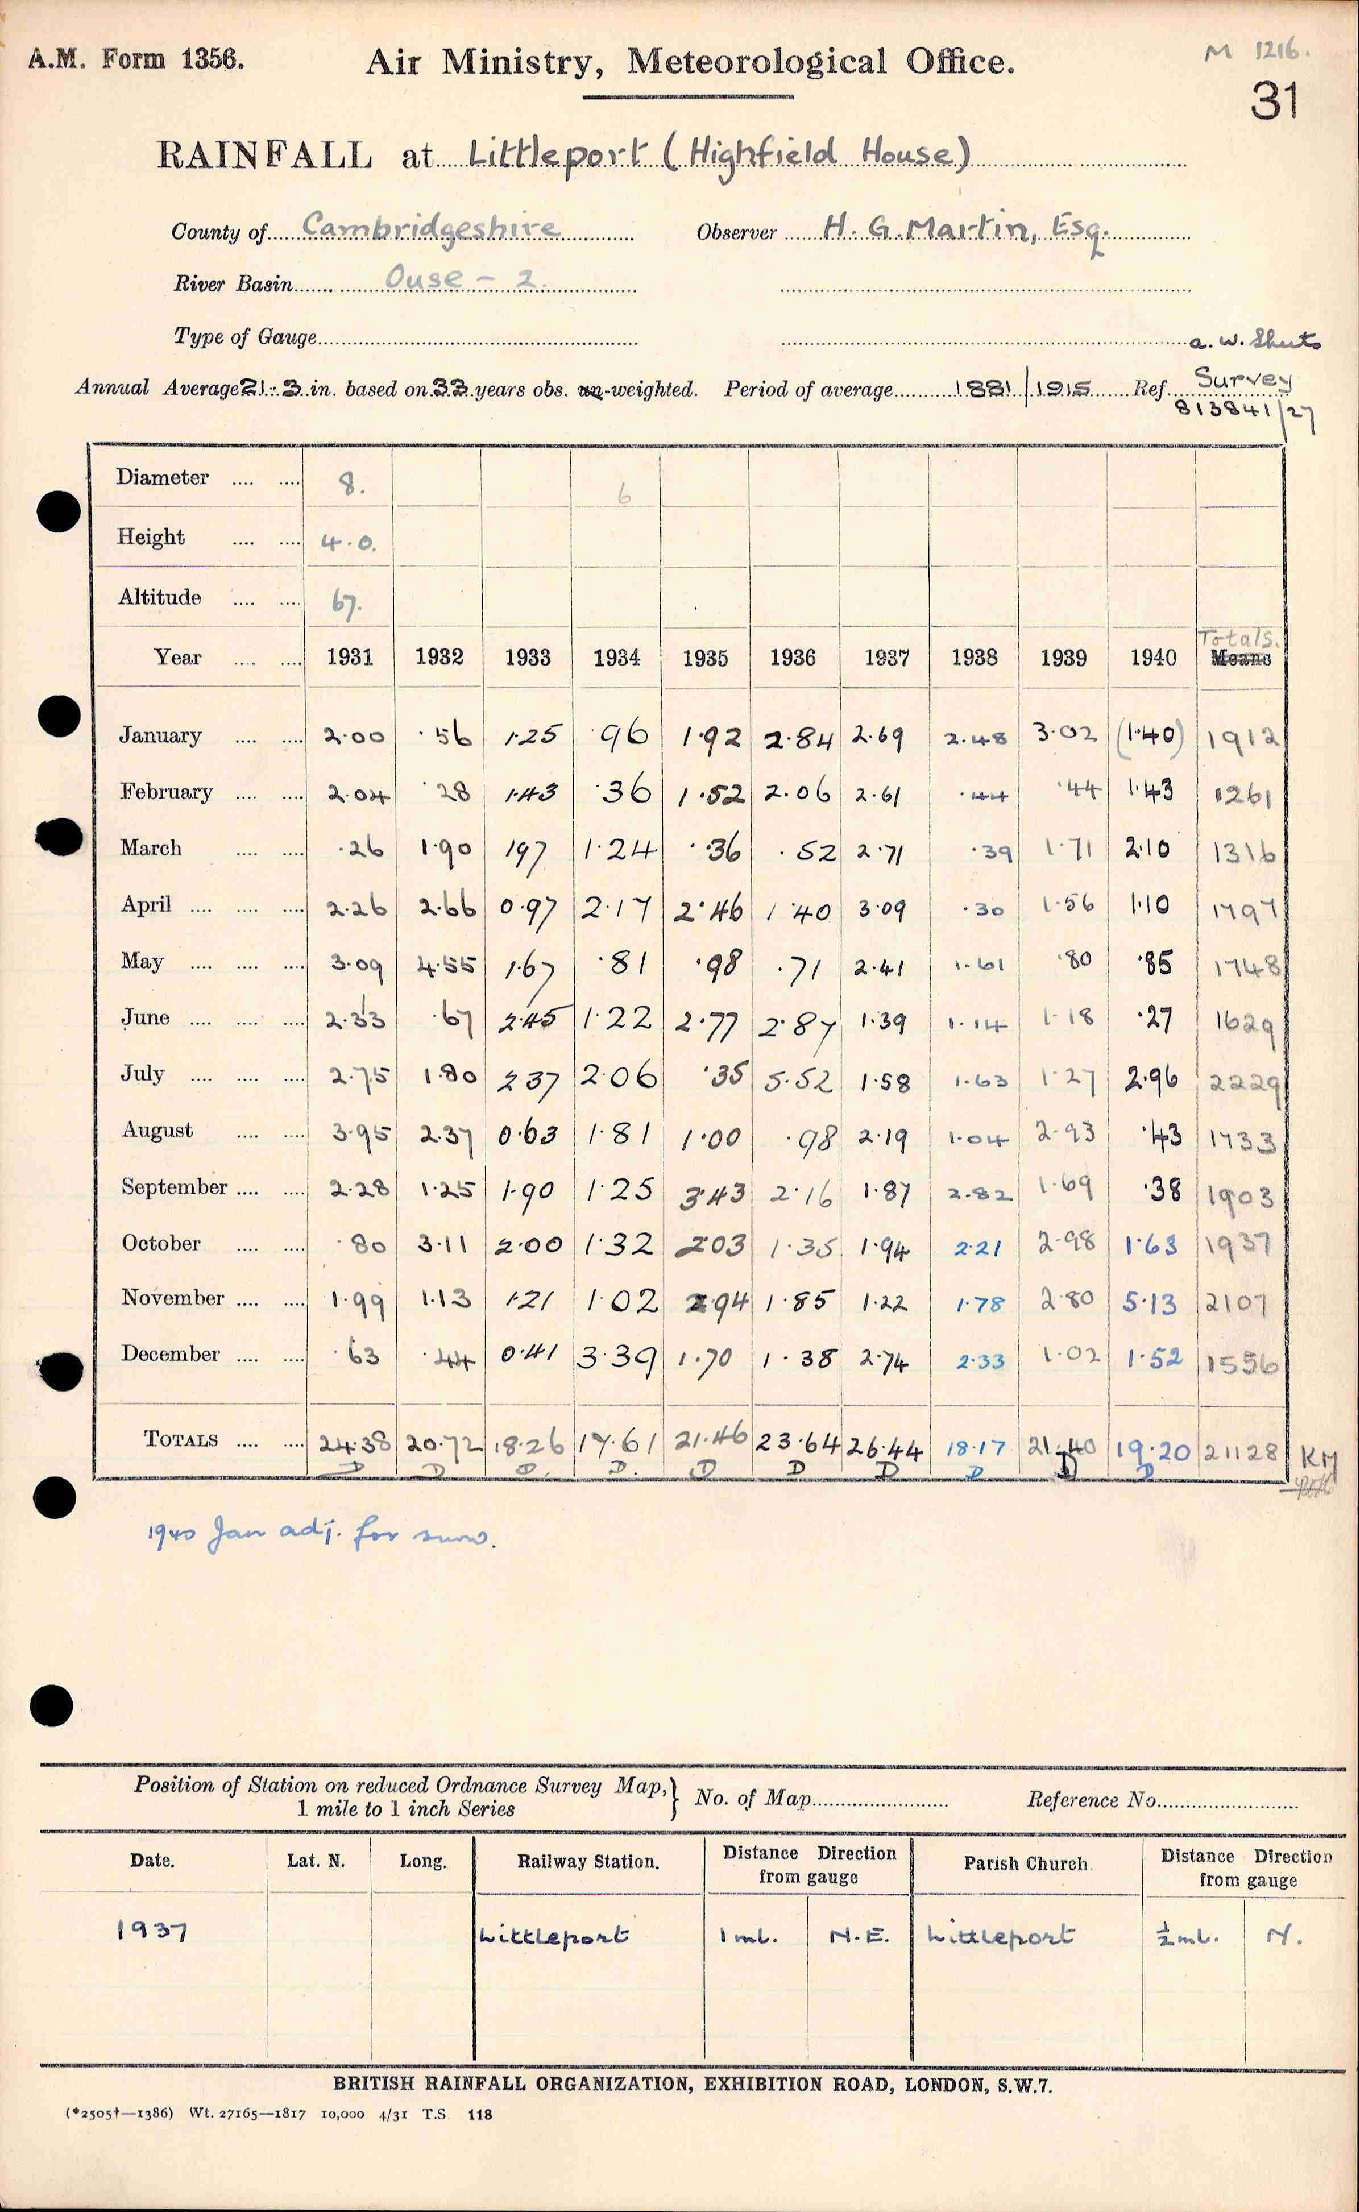 A.M. Form 1356. Air Ministry, Meteorological Office. M 1216.
31
RAINFALL at Littleport (Highfield House)
County of Cambridgeshire Observer H. G. Martin, Esq.
River Basin Ouse - 2.
Type of Gauge a. w. Shuts
Annual Average 21.3 in. based on 33 years obs. un-weighted. Period of average 1881/1915 Ref. Survey
813841/27
Diameter .... .... 8. 6
Height .... .... 4.0.
Altitude .... .... 67.
Totals.
Year .... .... 1931 1932 1933 1934 1935 1936 1937 1938 1939 1940 Means
January .... .... 2.00 .56 1.25 .96 1.92 2.84 2.69 2.48 3.02 (1.40) 1912
February .... .... 2.04 .28 1.43 .36 1.52 2.06 2.61 .44 .44 1.43 1261
March .... .... .26 1.90 1.97 1.24 .36 .52 2.71 .39 1.71 2.10 1316
April .... .... .... 2.26 2.66 0.97 2.17 2.46 1.40 3.09 .30 1.56 1.10 1797
May .... .... .... 3.09 4.55 1.67 .81 .98 .71 2.41 1.61 .80 .85 1748
June .... .... .... 2.33 .67 2.45 1.22 2.77 2.87 1.39 1.14 1.18 .27 1629
July .... .... .... 2.75 1.80 2.37 2.06 .35 5.52 1.58 1.63 1.27 2.96 2229
August .... .... 3.95 2.37 0.63 1.81 1.00 .98 2.19 1.04 2.93 .43 1733
September .... .... 2.28 1.25 1.90 1.25 3.43 2.16 1.87 2.82 1.69 .38 1903
October .... .... .80 3.11 2.00 1.32 2.03 1.35 1.94 2.21 2.98 1.63 1937
November .... .... 1.99 1.13 1.21 1.02 2.94 1.85 1.22 1.78 2.80 5.13 2107
December .... .... .63 .44 0.41 3.39 1.70 1.38 2.74 2.33 1.02 1.52 1556
TOTALS .... .... 24.38 20.72 18.26 17.61 21.46 23.64 26.44 18.17 21.40 19.20 21128 KM
D D D. D. D D D D D D
1940 Jan adj. for snow.
Position of Station on reduced Ordnance Survey Map, } No. of Map Reference No.
1 mile to 1 inch Series
Date. Lat. N. Long. Railway Station. Distance Direction from gauge Parish Church Distance Direction from gauge
1937 Littleport 1 ml. N.E. Littleport ½ ml. N.
BRITISH RAINFALL ORGANIZATION, EXHIBITION ROAD, LONDON, S.W.7.
(*2505†—1386) Wt. 27165—1817 10,000 4/31 T.S. 118